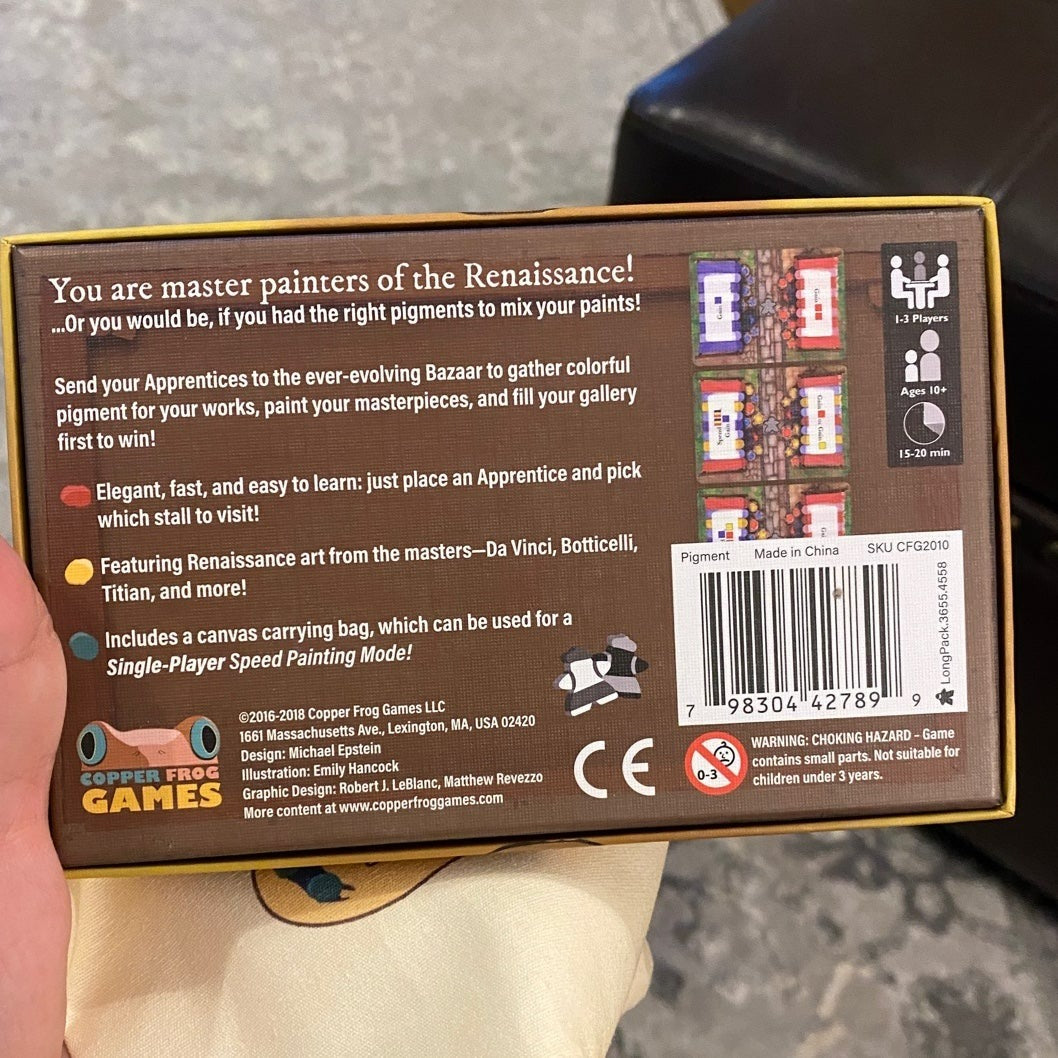 You are master painters of the Renaissance!
...Or you would be, if you had the right pigments to mix your paints!
Send your Apprentices to the ever-evolving Bazaar to gather colorful
pigment for your works, paint your masterpieces, and fill your gallery
first to win!
Elegant, fast, and easy to learn: just place an Apprentice and pick
which stall to visit!
Featuring Renaissance art from the masters—Da Vinci, Botticelli,
Titian, and more!
Includes a canvas carrying bag, which can be used for a
Single-Player Speed Painting Mode!
COPPER FROG
GAMES
©2016-2018 Copper Frog Games LLC
1661 Massachusetts Ave., Lexington, MA, USA 02420
Design: Michael Epstein
Illustration: Emily Hancock
Graphic Design: Robert J. LeBlanc, Matthew Revezzo
More content at www.copperfroggames.com
CE
Gain
Gain
Spend
Gain
Gain
or Gain
Gain
1-3 Players
Ages 10+
15-20 min
Pigment Made in China SKU CFG2010
7 98304 42789 9
LongPack.3655.4558
0-3
WARNING: CHOKING HAZARD - Game
contains small parts. Not suitable for
children under 3 years.